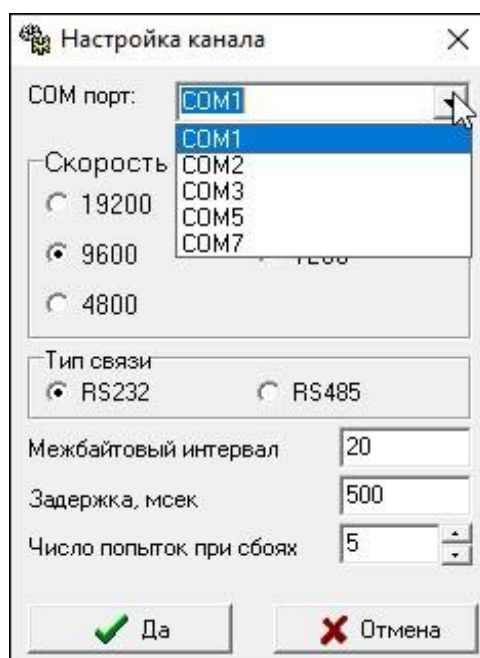 Настройка канала
COM порт:
COM1
COM1
COM2
COM3
COM5
COM7
Скорость
19200
9600
4800
Тип связи
RS232
RS485
Межбайтовый интервал
20
Задержка, мсек
500
Число попыток при сбоях
5
Да
Отмена